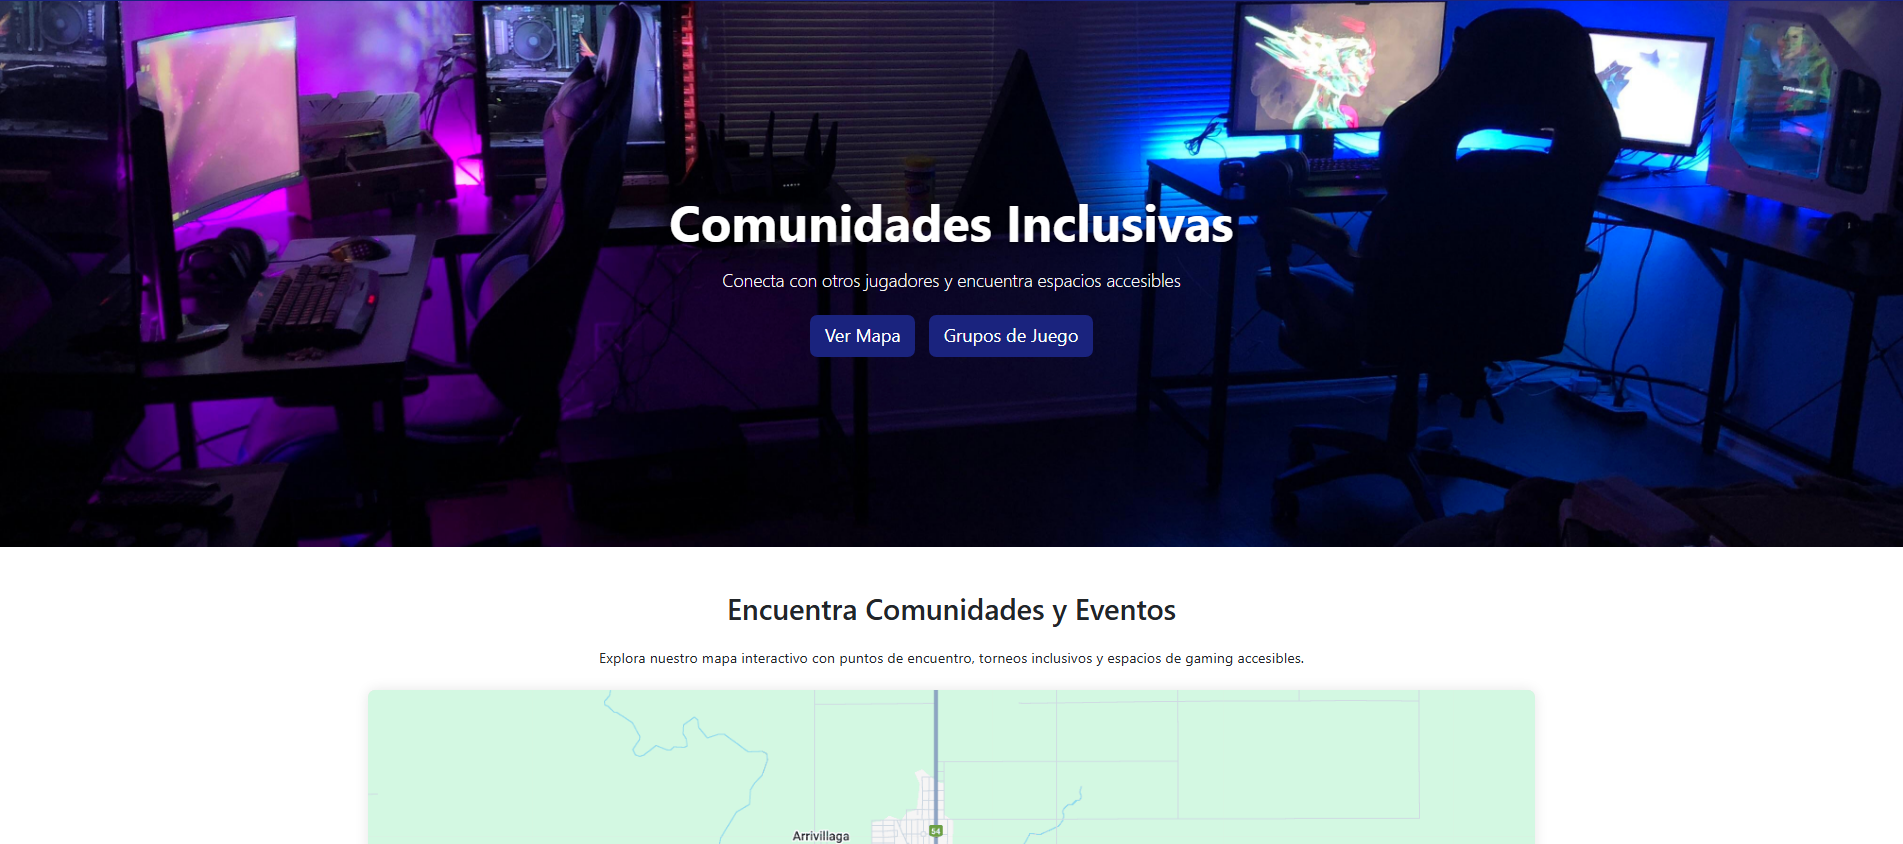 Comunidades Inclusivas
Conecta con otros jugadores y encuentra espacios accesibles
Ver Mapa
Grupos de Juego
Encuentra Comunidades y Eventos
Explora nuestro mapa interactivo con puntos de encuentro, torneos inclusivos y espacios de gaming accesibles.
Arrivillaga
54